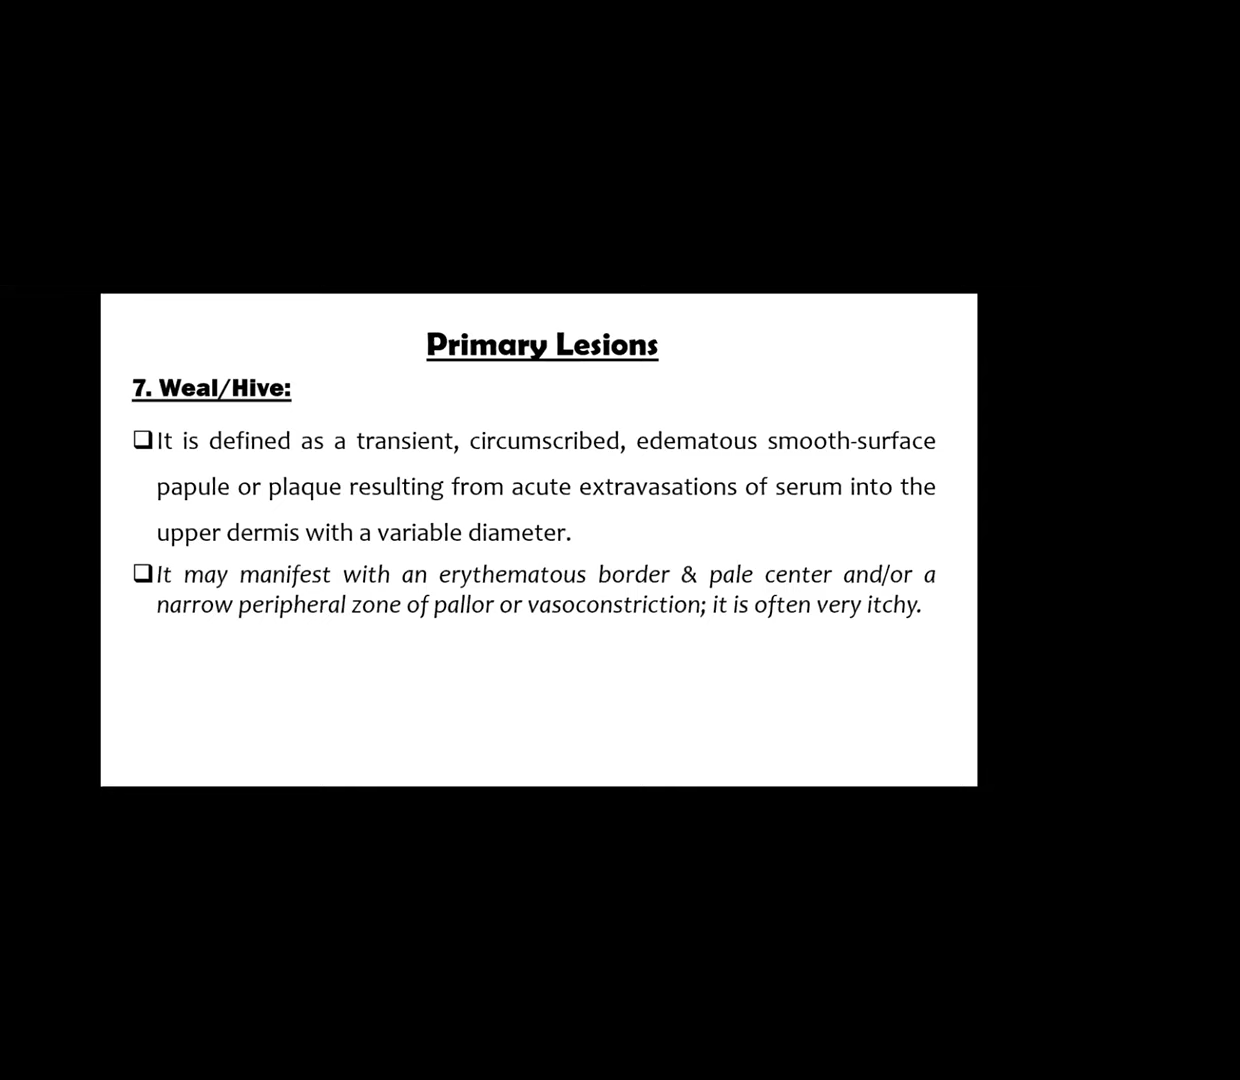 Primary Lesions
7. Weal/Hive:
❑It is defined as a transient, circumscribed, edematous smooth-surface
papule or plaque resulting from acute extravasations of serum into the
upper dermis with a variable diameter.
❑It may manifest with an erythematous border & pale center and/or a
narrow peripheral zone of pallor or vasoconstriction; it is often very itchy.